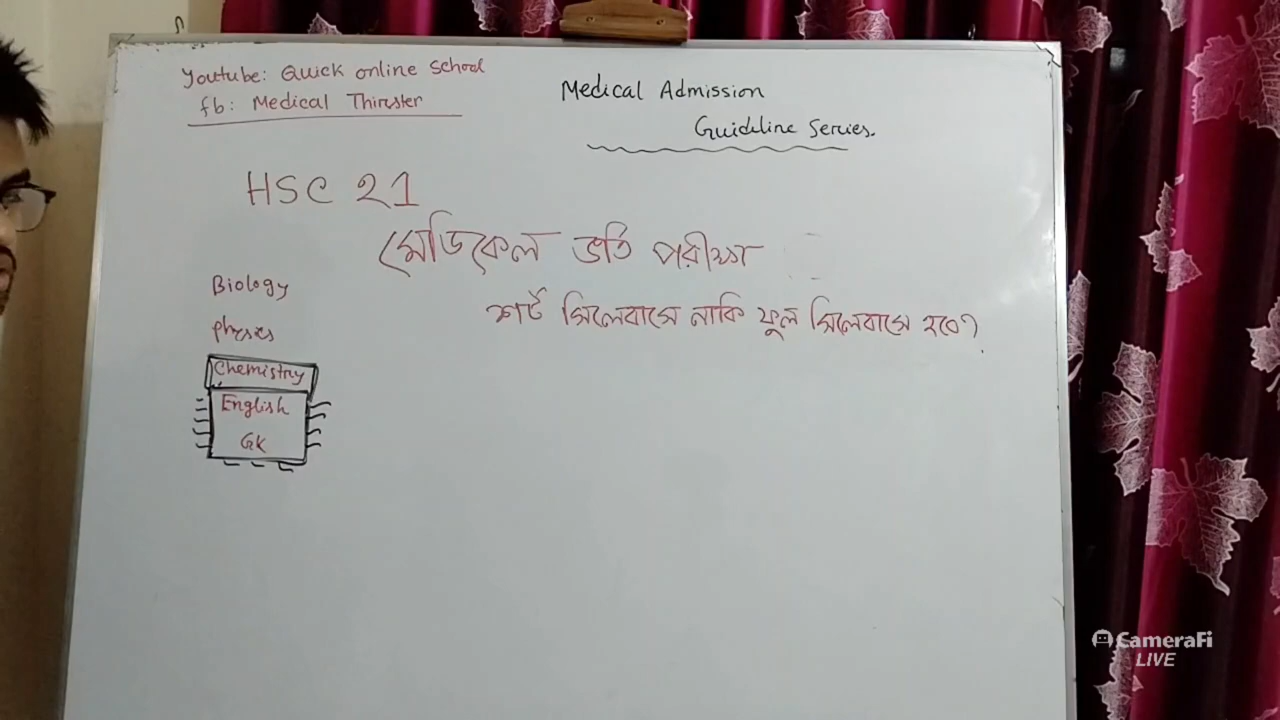 Youtube: Quick online School
fb: Medical Thruster
Medical Admission
Guideline Series.
HSC 21
মেডিকেল ভর্তি পরীক্ষা
শর্ট সিলেবাসে নাকি ফুল সিলেবাসে হবে?
Biology
physics
Chemistry
English
GK
CameraFi
LIVE